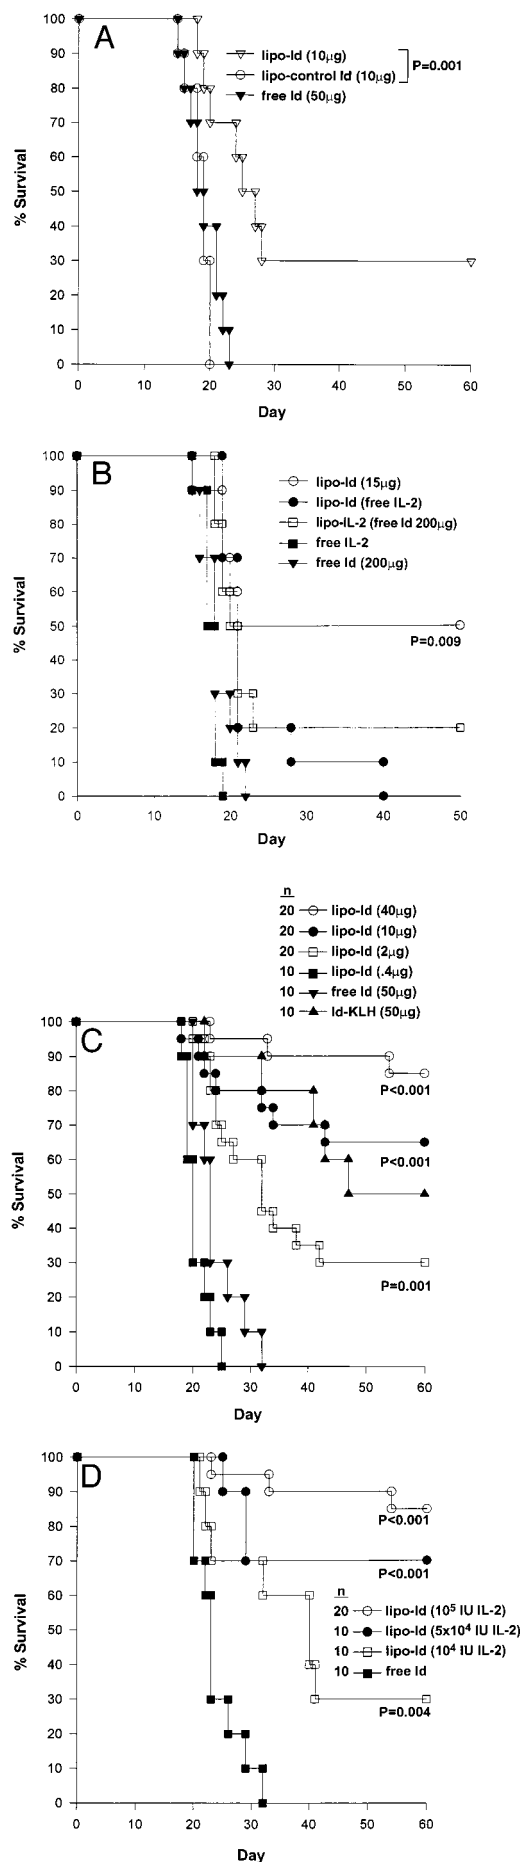 A
lipo-Id (10µg)
lipo-control Id (10µg)
free Id (50µg)
P=0.001
% Survival
100
90
80
70
60
50
40
30
20
10
0
0 10 20 30 40 50 60
Day
B
lipo-Id (15µg)
lipo-Id (free IL-2)
lipo-IL-2 (free Id 200µg)
free IL-2
free Id (200µg)
P=0.009
% Survival
100
90
80
70
60
50
40
30
20
10
0
0 10 20 30 40 50
Day
n
20 lipo-Id (40µg)
20 lipo-Id (10µg)
20 lipo-Id (2µg)
10 lipo-Id (.4µg)
10 free Id (50µg)
10 Id-KLH (50µg)
C
P<0.001
P<0.001
P=0.001
% Survival
100
90
80
70
60
50
40
30
20
10
0
0 10 20 30 40 50 60
Day
D
P<0.001
P<0.001
n
20 lipo-Id (10⁵ IU IL-2)
10 lipo-Id (5x10⁴ IU IL-2)
10 lipo-Id (10⁴ IU IL-2)
10 free Id
P=0.004
% Survival
100
90
80
70
60
50
40
30
20
10
0
0 10 20 30 40 50 60
Day